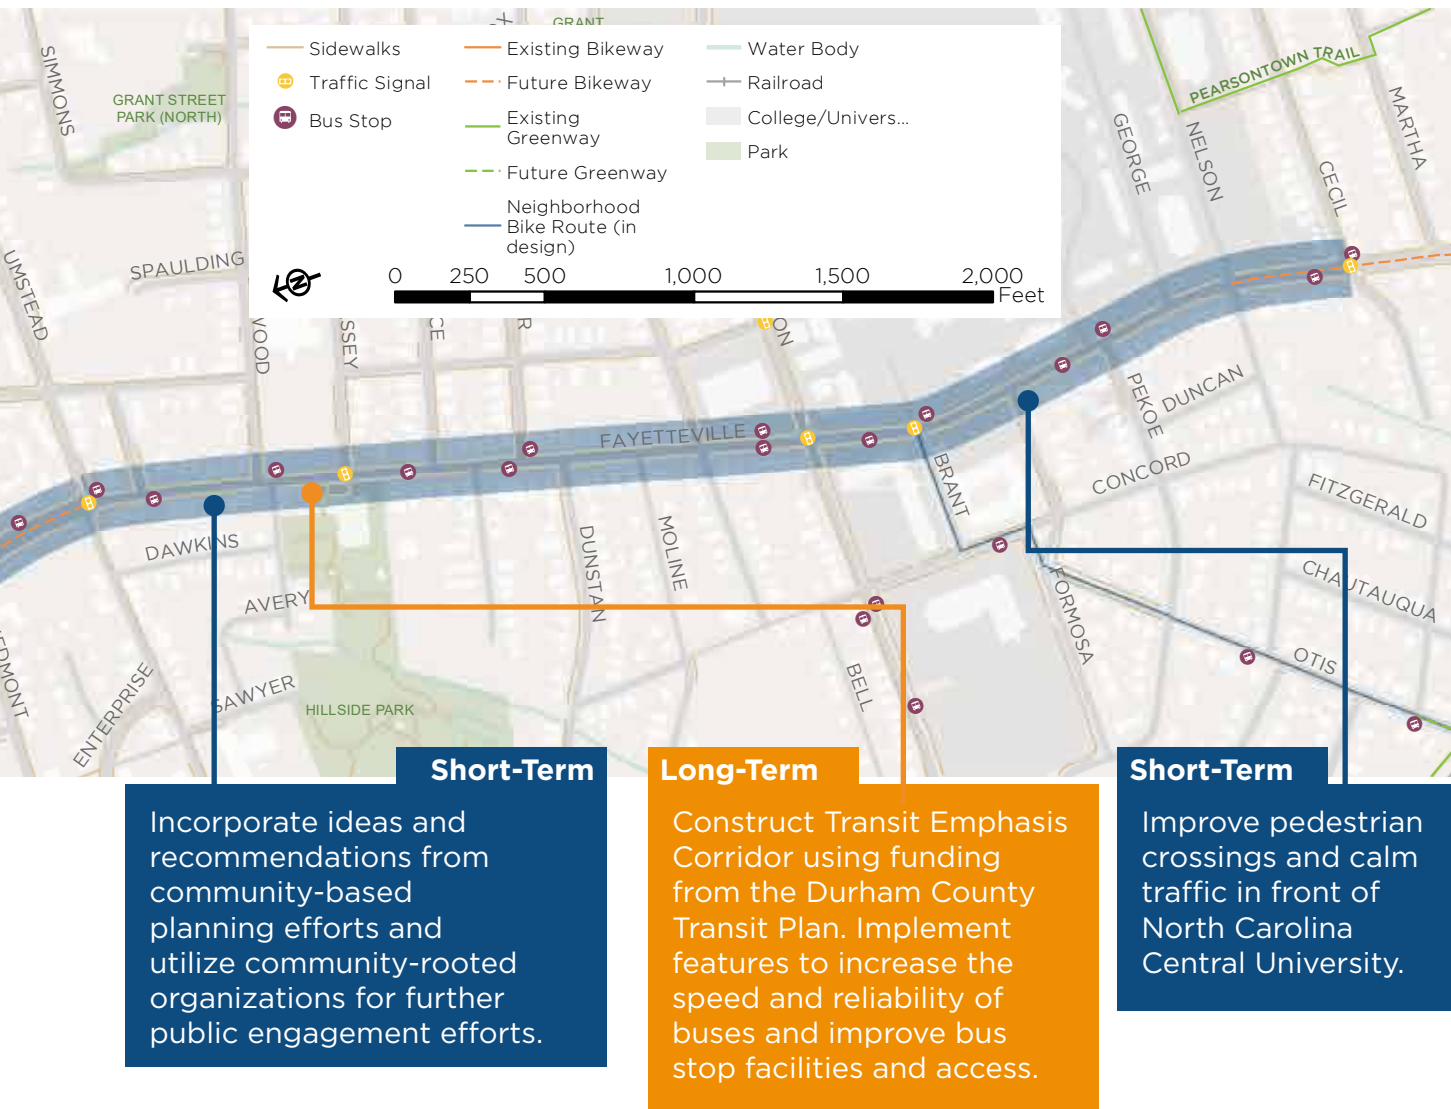 GRANT
SIMMONS
GRANT STREET
PARK (NORTH)
Sidewalks
Traffic Signal
Bus Stop
Existing Bikeway
Future Bikeway
Existing
Greenway
Future Greenway
Neighborhood
Bike Route (in
design)
Water Body
Railroad
College/Univers...
Park
N
0 250 500 1,000 1,500 2,000
Feet
PEARSONTOWN TRAIL
MARTHA
GEORGE
NELSON
CECIL
UMSTEAD
SPAULDING
WOOD
SSEY
CE
R
ON
FAYETTEVILLE
PEKOE
DUNCAN
BRANT
CONCORD
FITZGERALD
DAWKINS
DUNSTAN
MOLINE
AVERY
FORMOSA
CHAUTAUQUA
EDMONT
ENTERPRISE
SAWYER
HILLSIDE PARK
BELL
OTIS
Short-Term
Incorporate ideas and
recommendations from
community-based
planning efforts and
utilize community-rooted
organizations for further
public engagement efforts.
Long-Term
Construct Transit Emphasis
Corridor using funding
from the Durham County
Transit Plan. Implement
features to increase the
speed and reliability of
buses and improve bus
stop facilities and access.
Short-Term
Improve pedestrian
crossings and calm
traffic in front of
North Carolina
Central University.